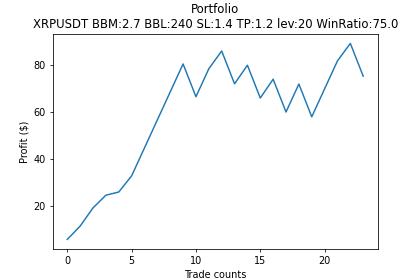 Portfolio
XRPUSDT BBM:2.7 BBL:240 SL:1.4 TP:1.2 lev:20 WinRatio:75.0
Profit ($)
80
60
40
20
0 5 10 15 20
Trade counts